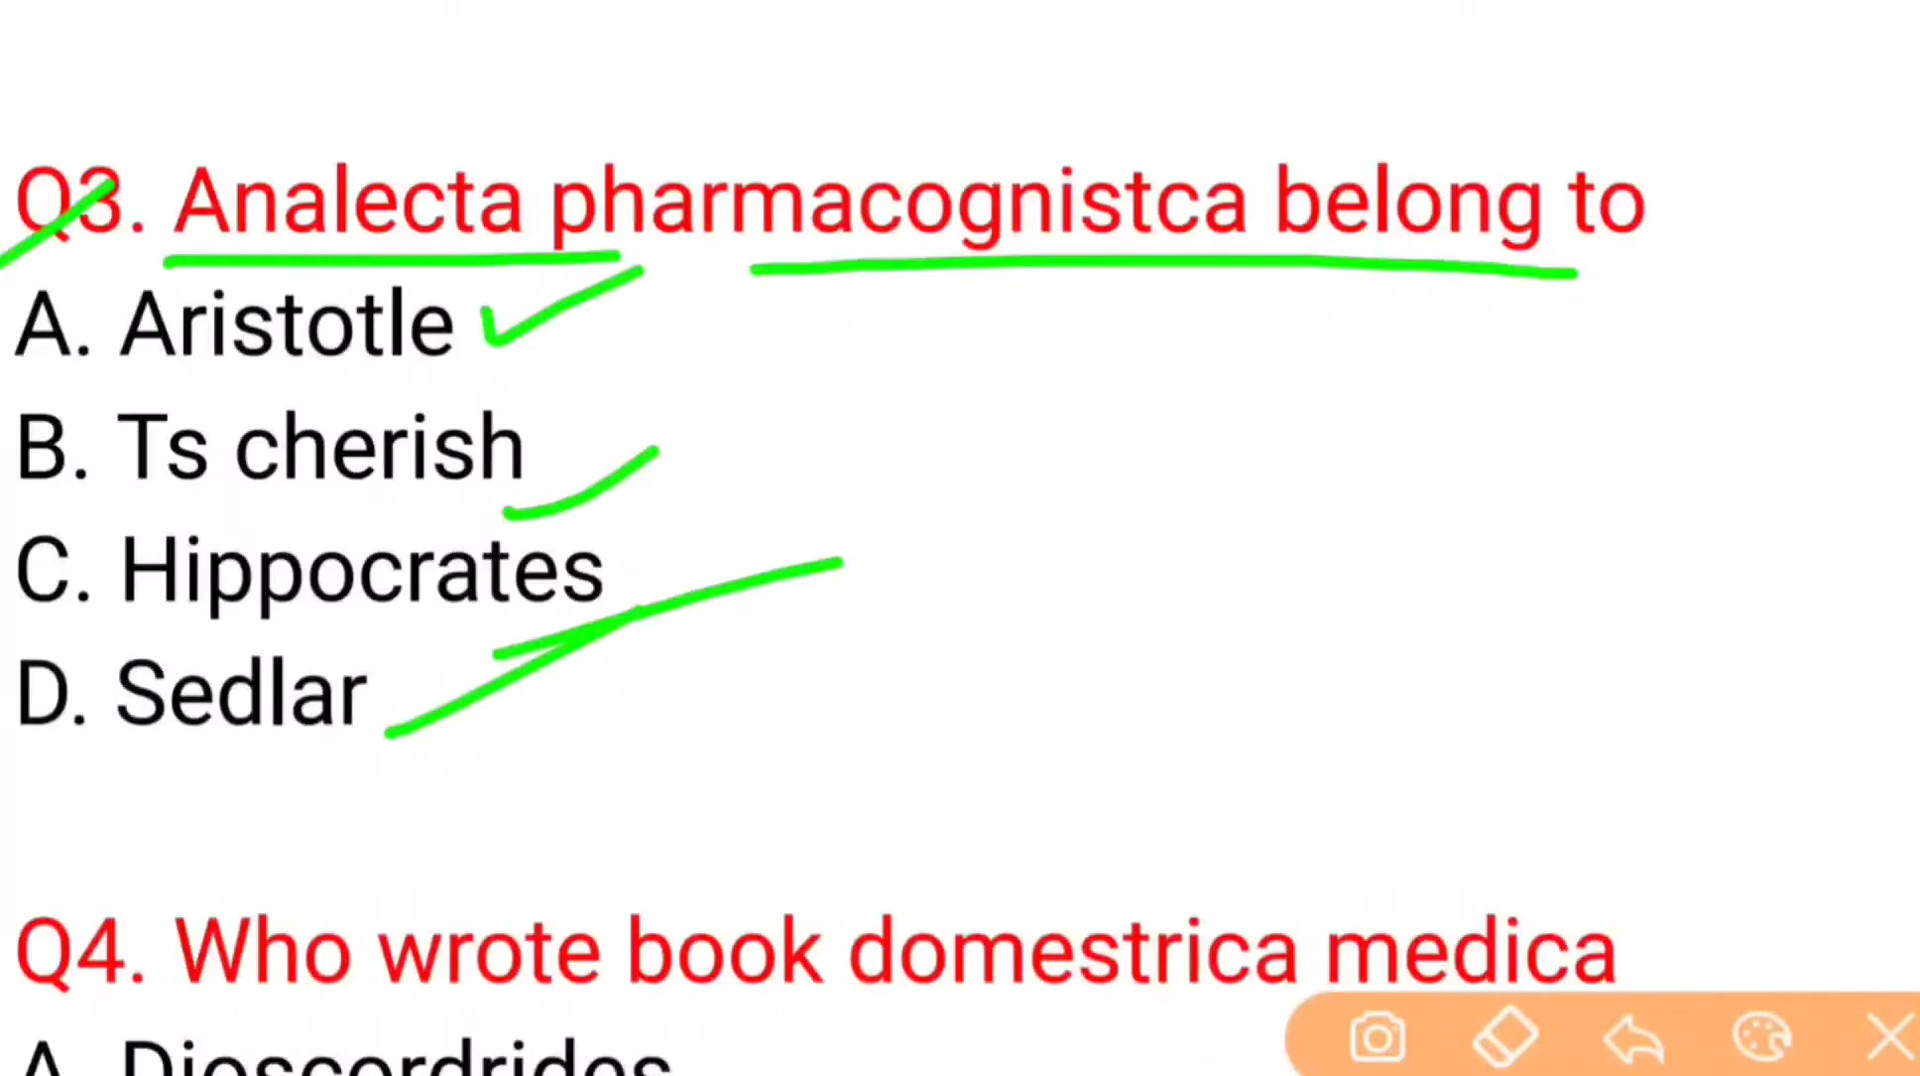 Q3. Analecta pharmacognistca belong to
A. Aristotle
B. Ts cherish
C. Hippocrates
D. Sedlar
Q4. Who wrote book domestrica medica
A. Dioscordrides